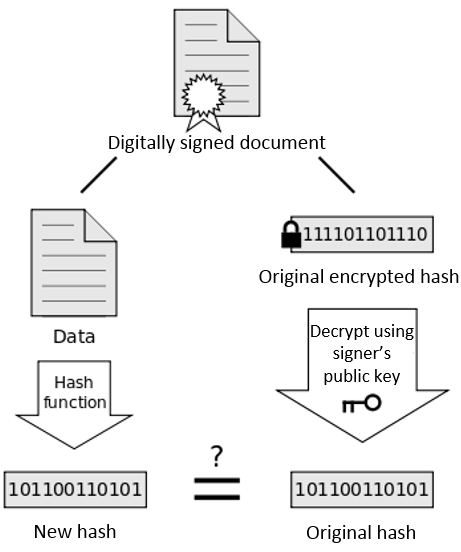 Digitally signed document
111101101110
Original encrypted hash
Data
Decrypt using
signer's
public key
Hash
function
?
101100110101
=
101100110101
New hash
Original hash